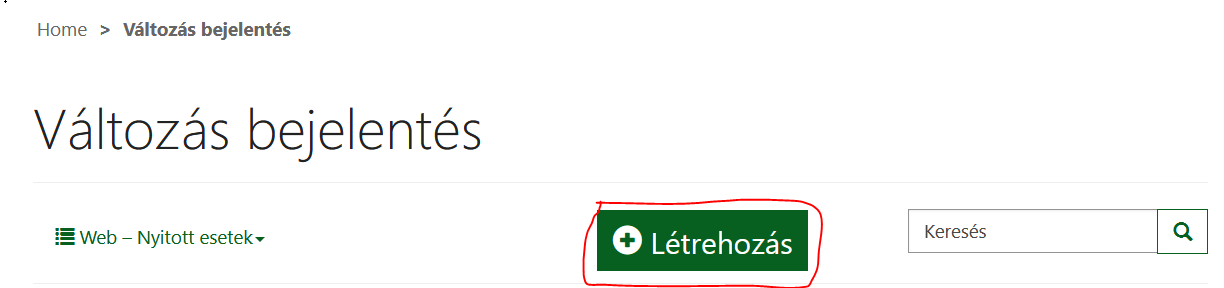 Home > Változás bejelentés
Változás bejelentés
Web – Nyitott esetek
Létrehozás
Keresés